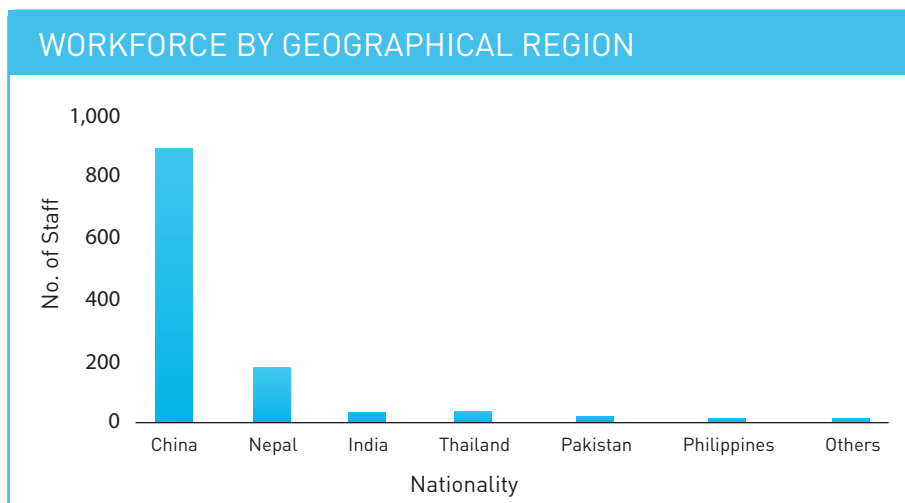 WORKFORCE BY GEOGRAPHICAL REGION
1,000
800
600
400
200
0
No. of Staff
China Nepal India Thailand Pakistan Philippines Others
Nationality